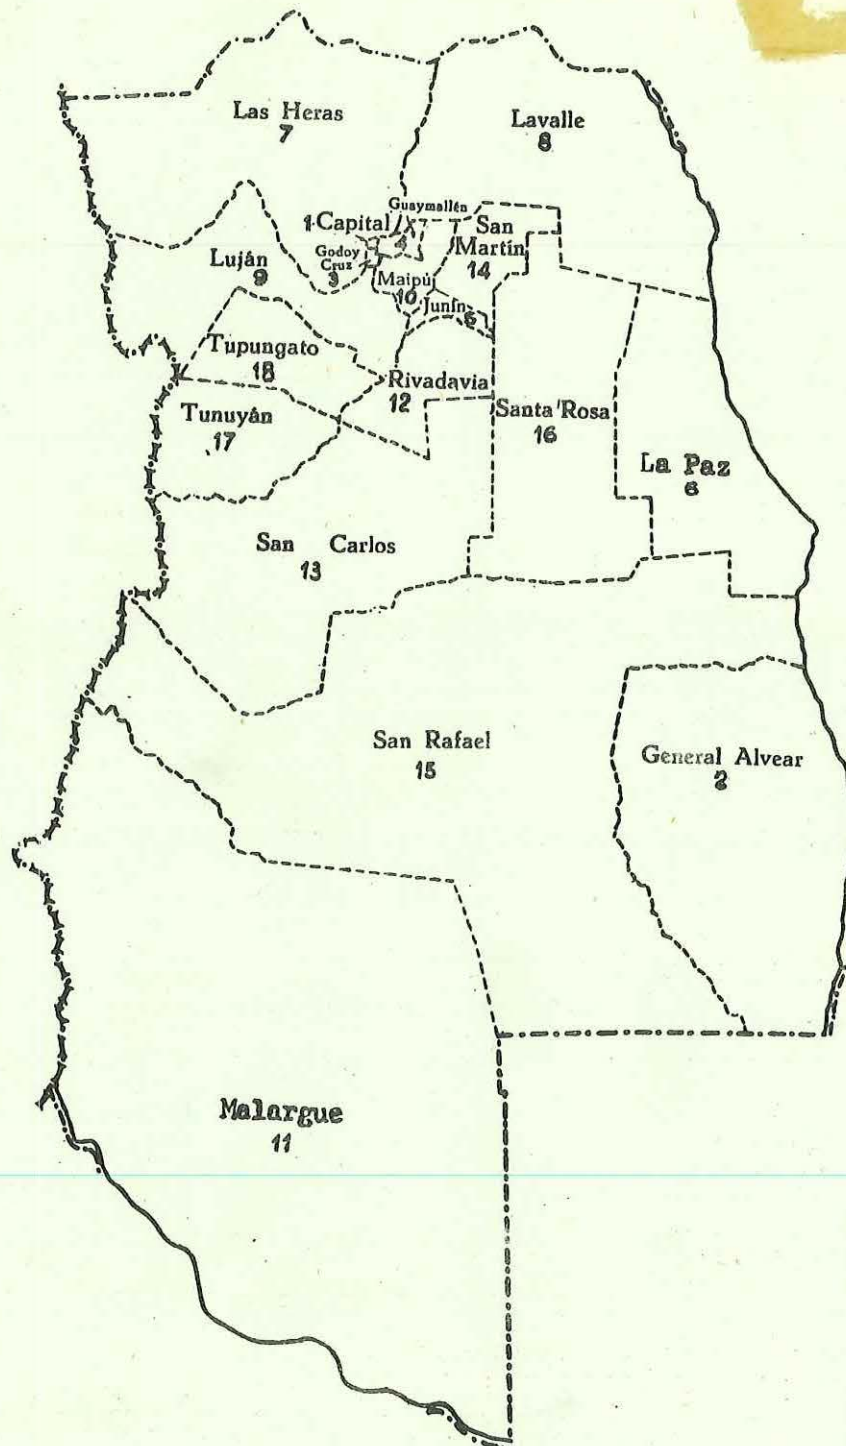 Las Heras
7
Lavalle
8
Guaymallén
4
1 Capital
San
Martín
14
Godoy
Cruz
3
Luján
9
Maipú
10
Junín
Tupungato
18
Rivadavia
12
Santa Rosa
16
Tunuyán
17
La Paz
6
San Carlos
13
San Rafael
15
General Alvear
2
Malargue
11